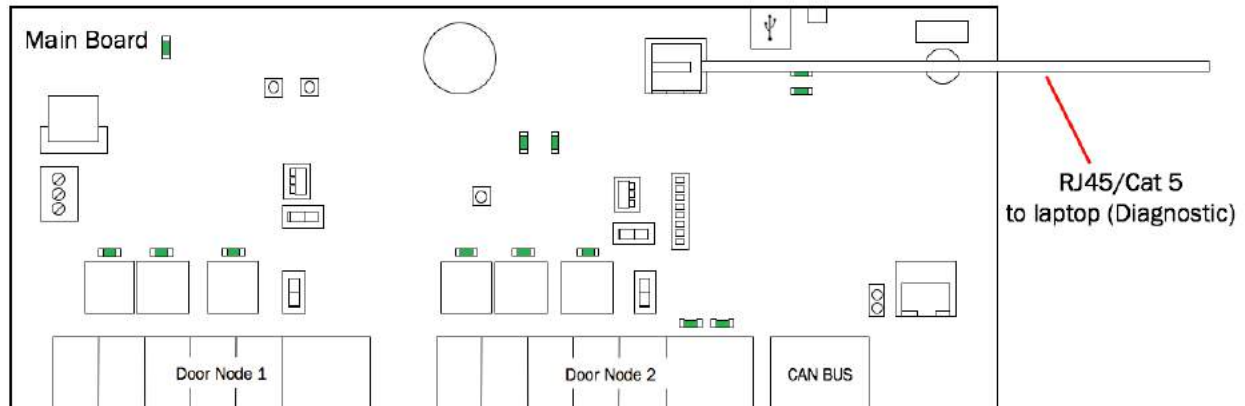 Main Board
RJ45/Cat 5
to laptop (Diagnostic)
Door Node 1
Door Node 2
CAN BUS